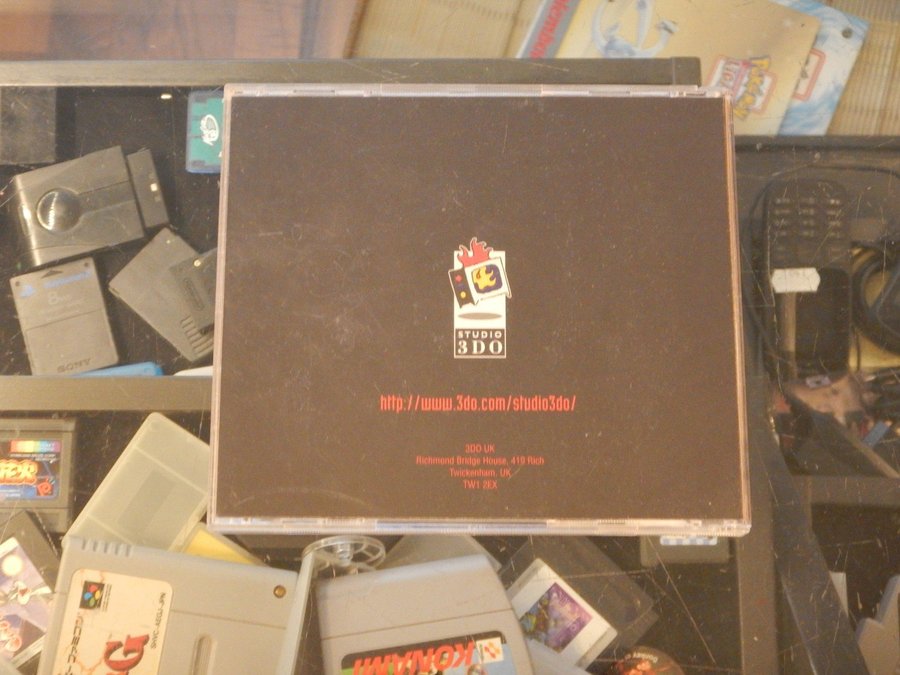 STUDIO
3DO
http://www.3do.com/studio3do/
3DO UK
Richmond Bridge House, 419 Rich
Twickenham, UK
TW1 2EX
SONY
KONAMI